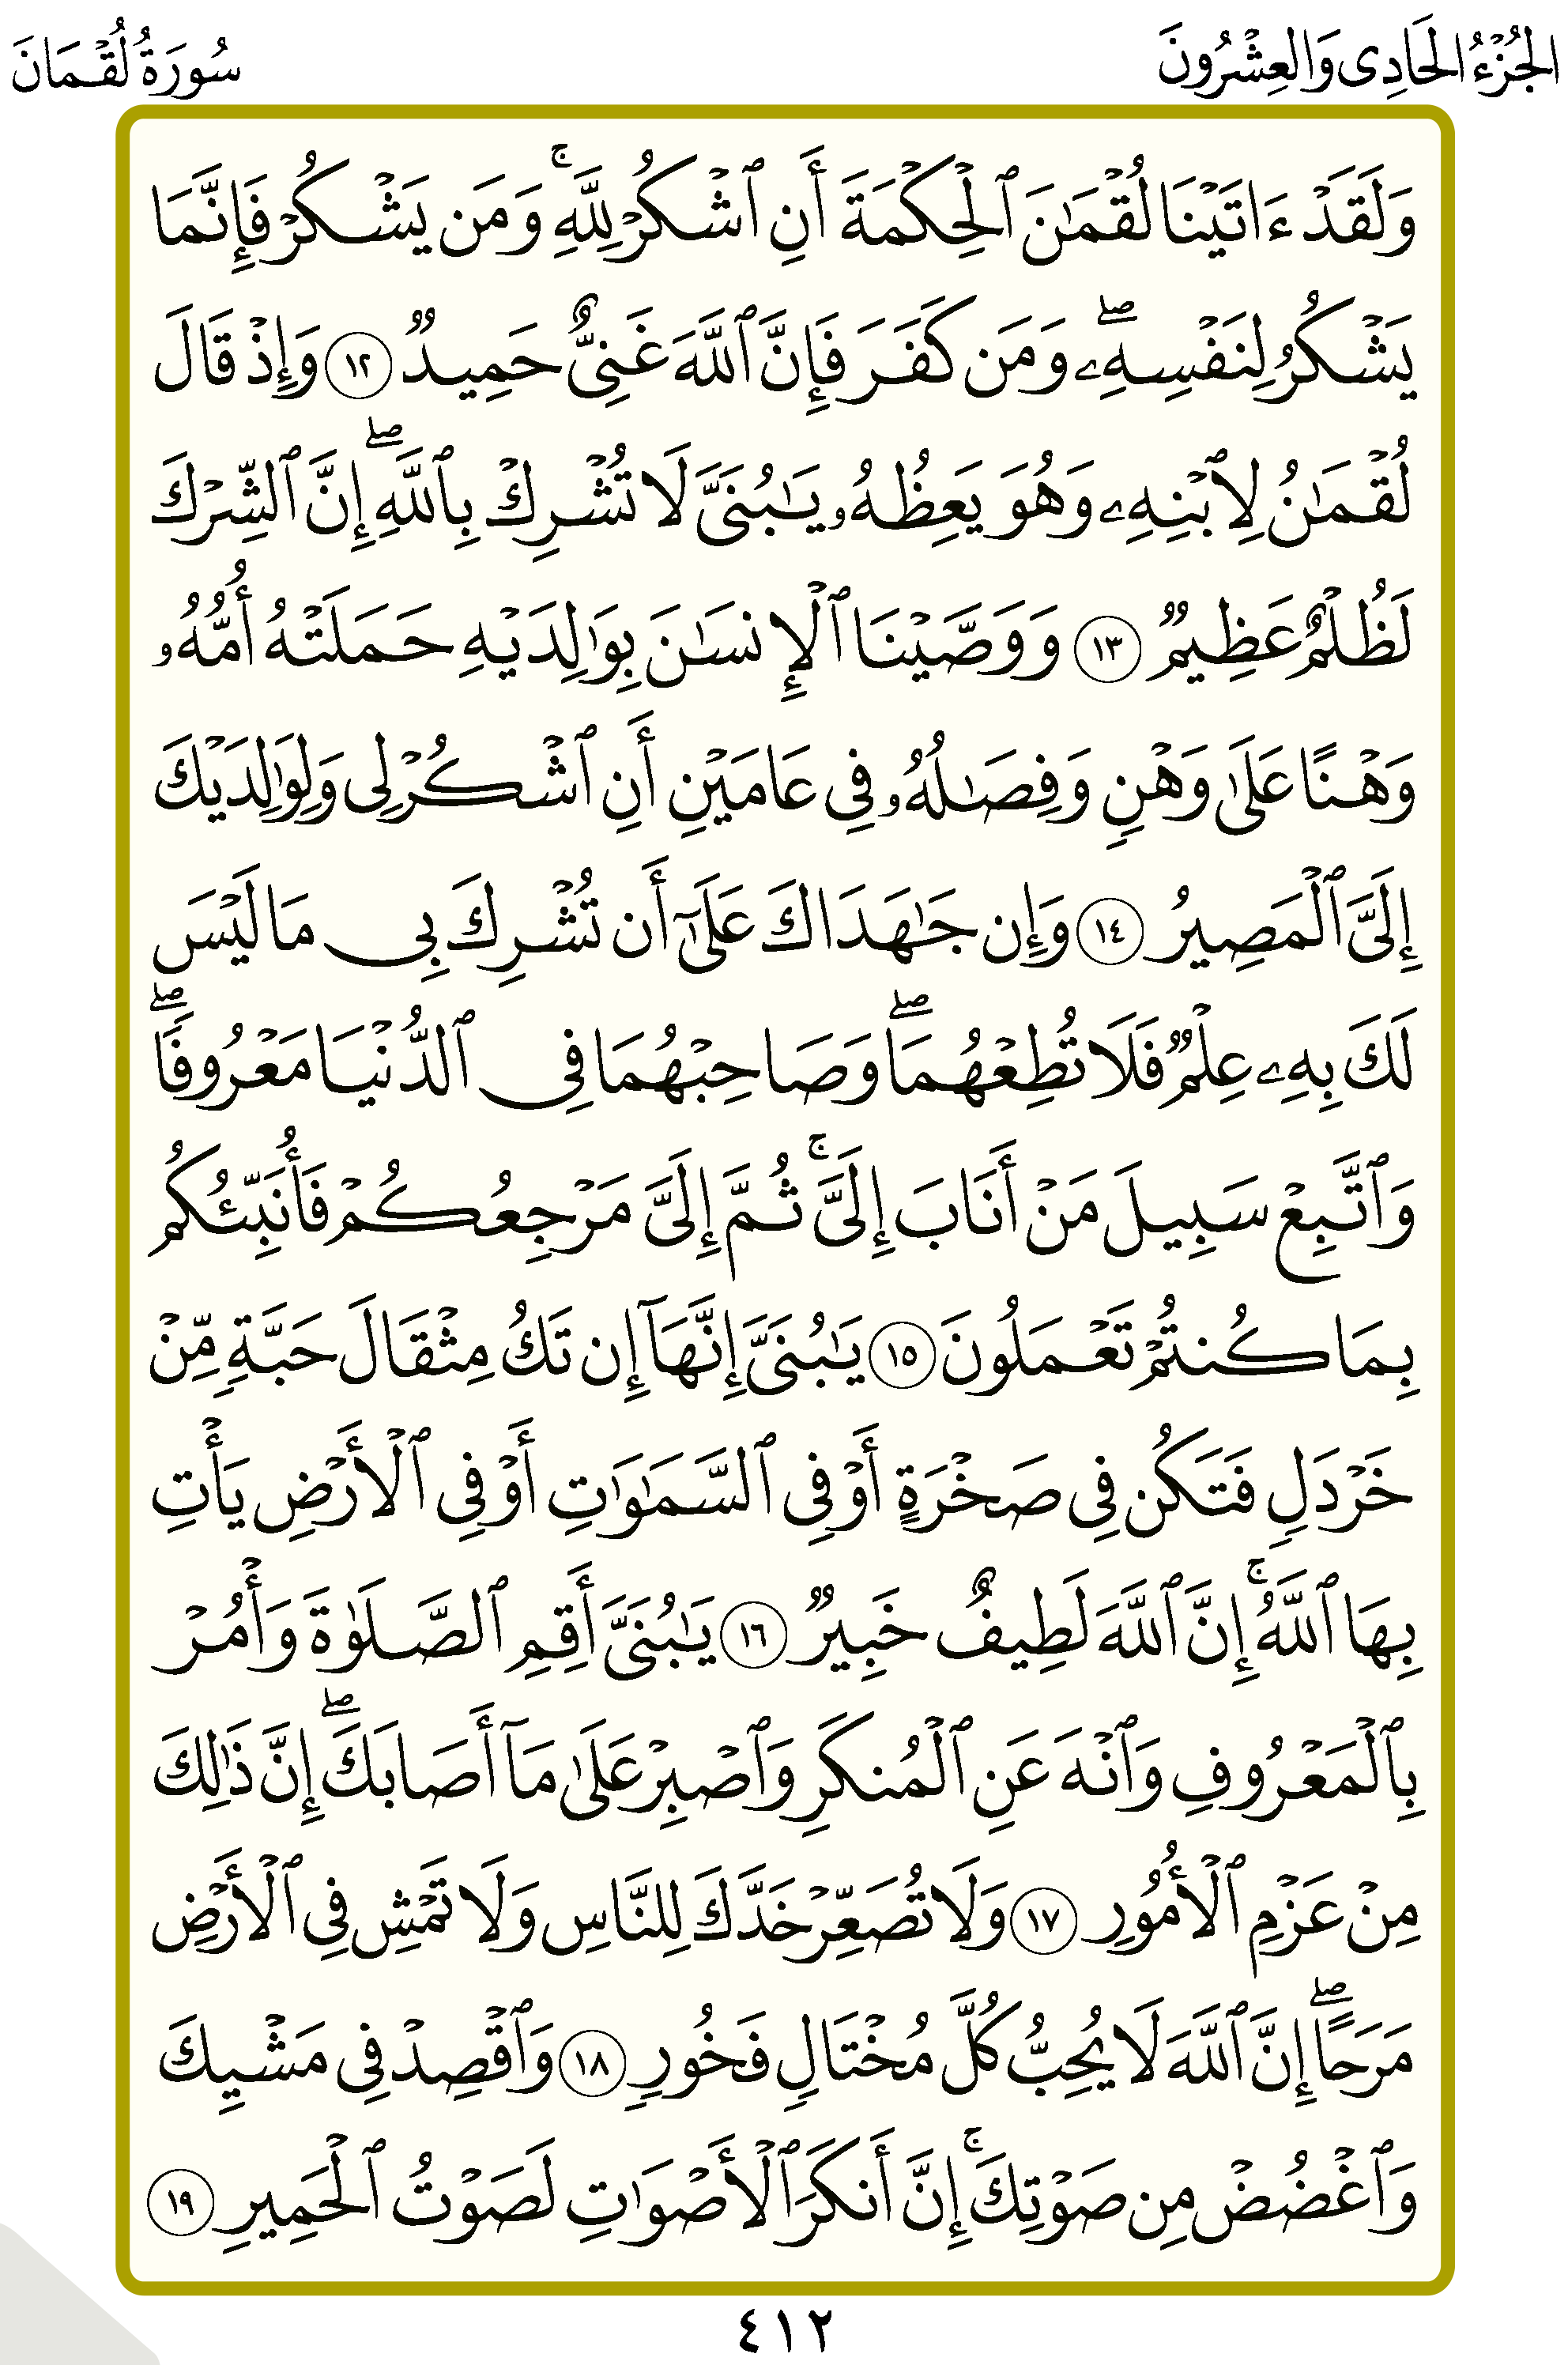 الجُزْءُ الحَادِى وَالعِشْرُونَ
سُورَةُ لُقْمَانَ
وَلَقَدْ ءَاتَيْنَا لُقْمَٰنَ ٱلْحِكْمَةَ أَنِ ٱشْكُرْ لِلَّهِۚ وَمَن يَشْكُرْ فَإِنَّمَا
يَشْكُرُ لِنَفْسِهِۦۖ وَمَن كَفَرَ فَإِنَّ ٱللَّهَ غَنِىٌّ حَمِيدٌ ١٢ وَإِذْ قَالَ
لُقْمَٰنُ لِٱبْنِهِۦ وَهُوَ يَعِظُهُۥ يَٰبُنَىَّ لَا تُشْرِكْ بِٱللَّهِۖ إِنَّ ٱلشِّرْكَ
لَظُلْمٌ عَظِيمٌ ١٣ وَوَصَّيْنَا ٱلْإِنسَٰنَ بِوَٰلِدَيْهِ حَمَلَتْهُ أُمُّهُۥ
وَهْنًا عَلَىٰ وَهْنٍ وَفِصَٰلُهُۥ فِى عَامَيْنِ أَنِ ٱشْكُرْ لِى وَلِوَٰلِدَيْكَ
إِلَىَّ ٱلْمَصِيرُ ١٤ وَإِن جَٰهَدَاكَ عَلَىٰٓ أَن تُشْرِكَ بِى مَا لَيْسَ
لَكَ بِهِۦ عِلْمٌ فَلَا تُطِعْهُمَاۖ وَصَاحِبْهُمَا فِى ٱلدُّنْيَا مَعْرُوفًاۖ
وَٱتَّبِعْ سَبِيلَ مَنْ أَنَابَ إِلَىَّۚ ثُمَّ إِلَىَّ مَرْجِعُكُمْ فَأُنَبِّئُكُم
بِمَا كُنتُمْ تَعْمَلُونَ ١٥ يَٰبُنَىَّ إِنَّهَآ إِن تَكُ مِثْقَالَ حَبَّةٍ مِّنْ
خَرْدَلٍ فَتَكُن فِى صَخْرَةٍ أَوْ فِى ٱلسَّمَٰوَٰتِ أَوْ فِى ٱلْأَرْضِ يَأْتِ
بِهَا ٱللَّهُۚ إِنَّ ٱللَّهَ لَطِيفٌ خَبِيرٌ ١٦ يَٰبُنَىَّ أَقِمِ ٱلصَّلَوٰةَ وَأْمُرْ
بِٱلْمَعْرُوفِ وَٱنْهَ عَنِ ٱلْمُنكَرِ وَٱصْبِرْ عَلَىٰ مَآ أَصَابَكَۖ إِنَّ ذَٰلِكَ
مِنْ عَزْمِ ٱلْأُمُورِ ١٧ وَلَا تُصَعِّرْ خَدَّكَ لِلنَّاسِ وَلَا تَمْشِ فِى ٱلْأَرْضِ
مَرَحًاۖ إِنَّ ٱللَّهَ لَا يُحِبُّ كُلَّ مُخْتَالٍ فَخُورٍ ١٨ وَٱقْصِدْ فِى مَشْيِكَ
وَٱغْضُضْ مِن صَوْتِكَۚ إِنَّ أَنكَرَ ٱلْأَصْوَٰتِ لَصَوْتُ ٱلْحَمِيرِ ١٩
٤١٢